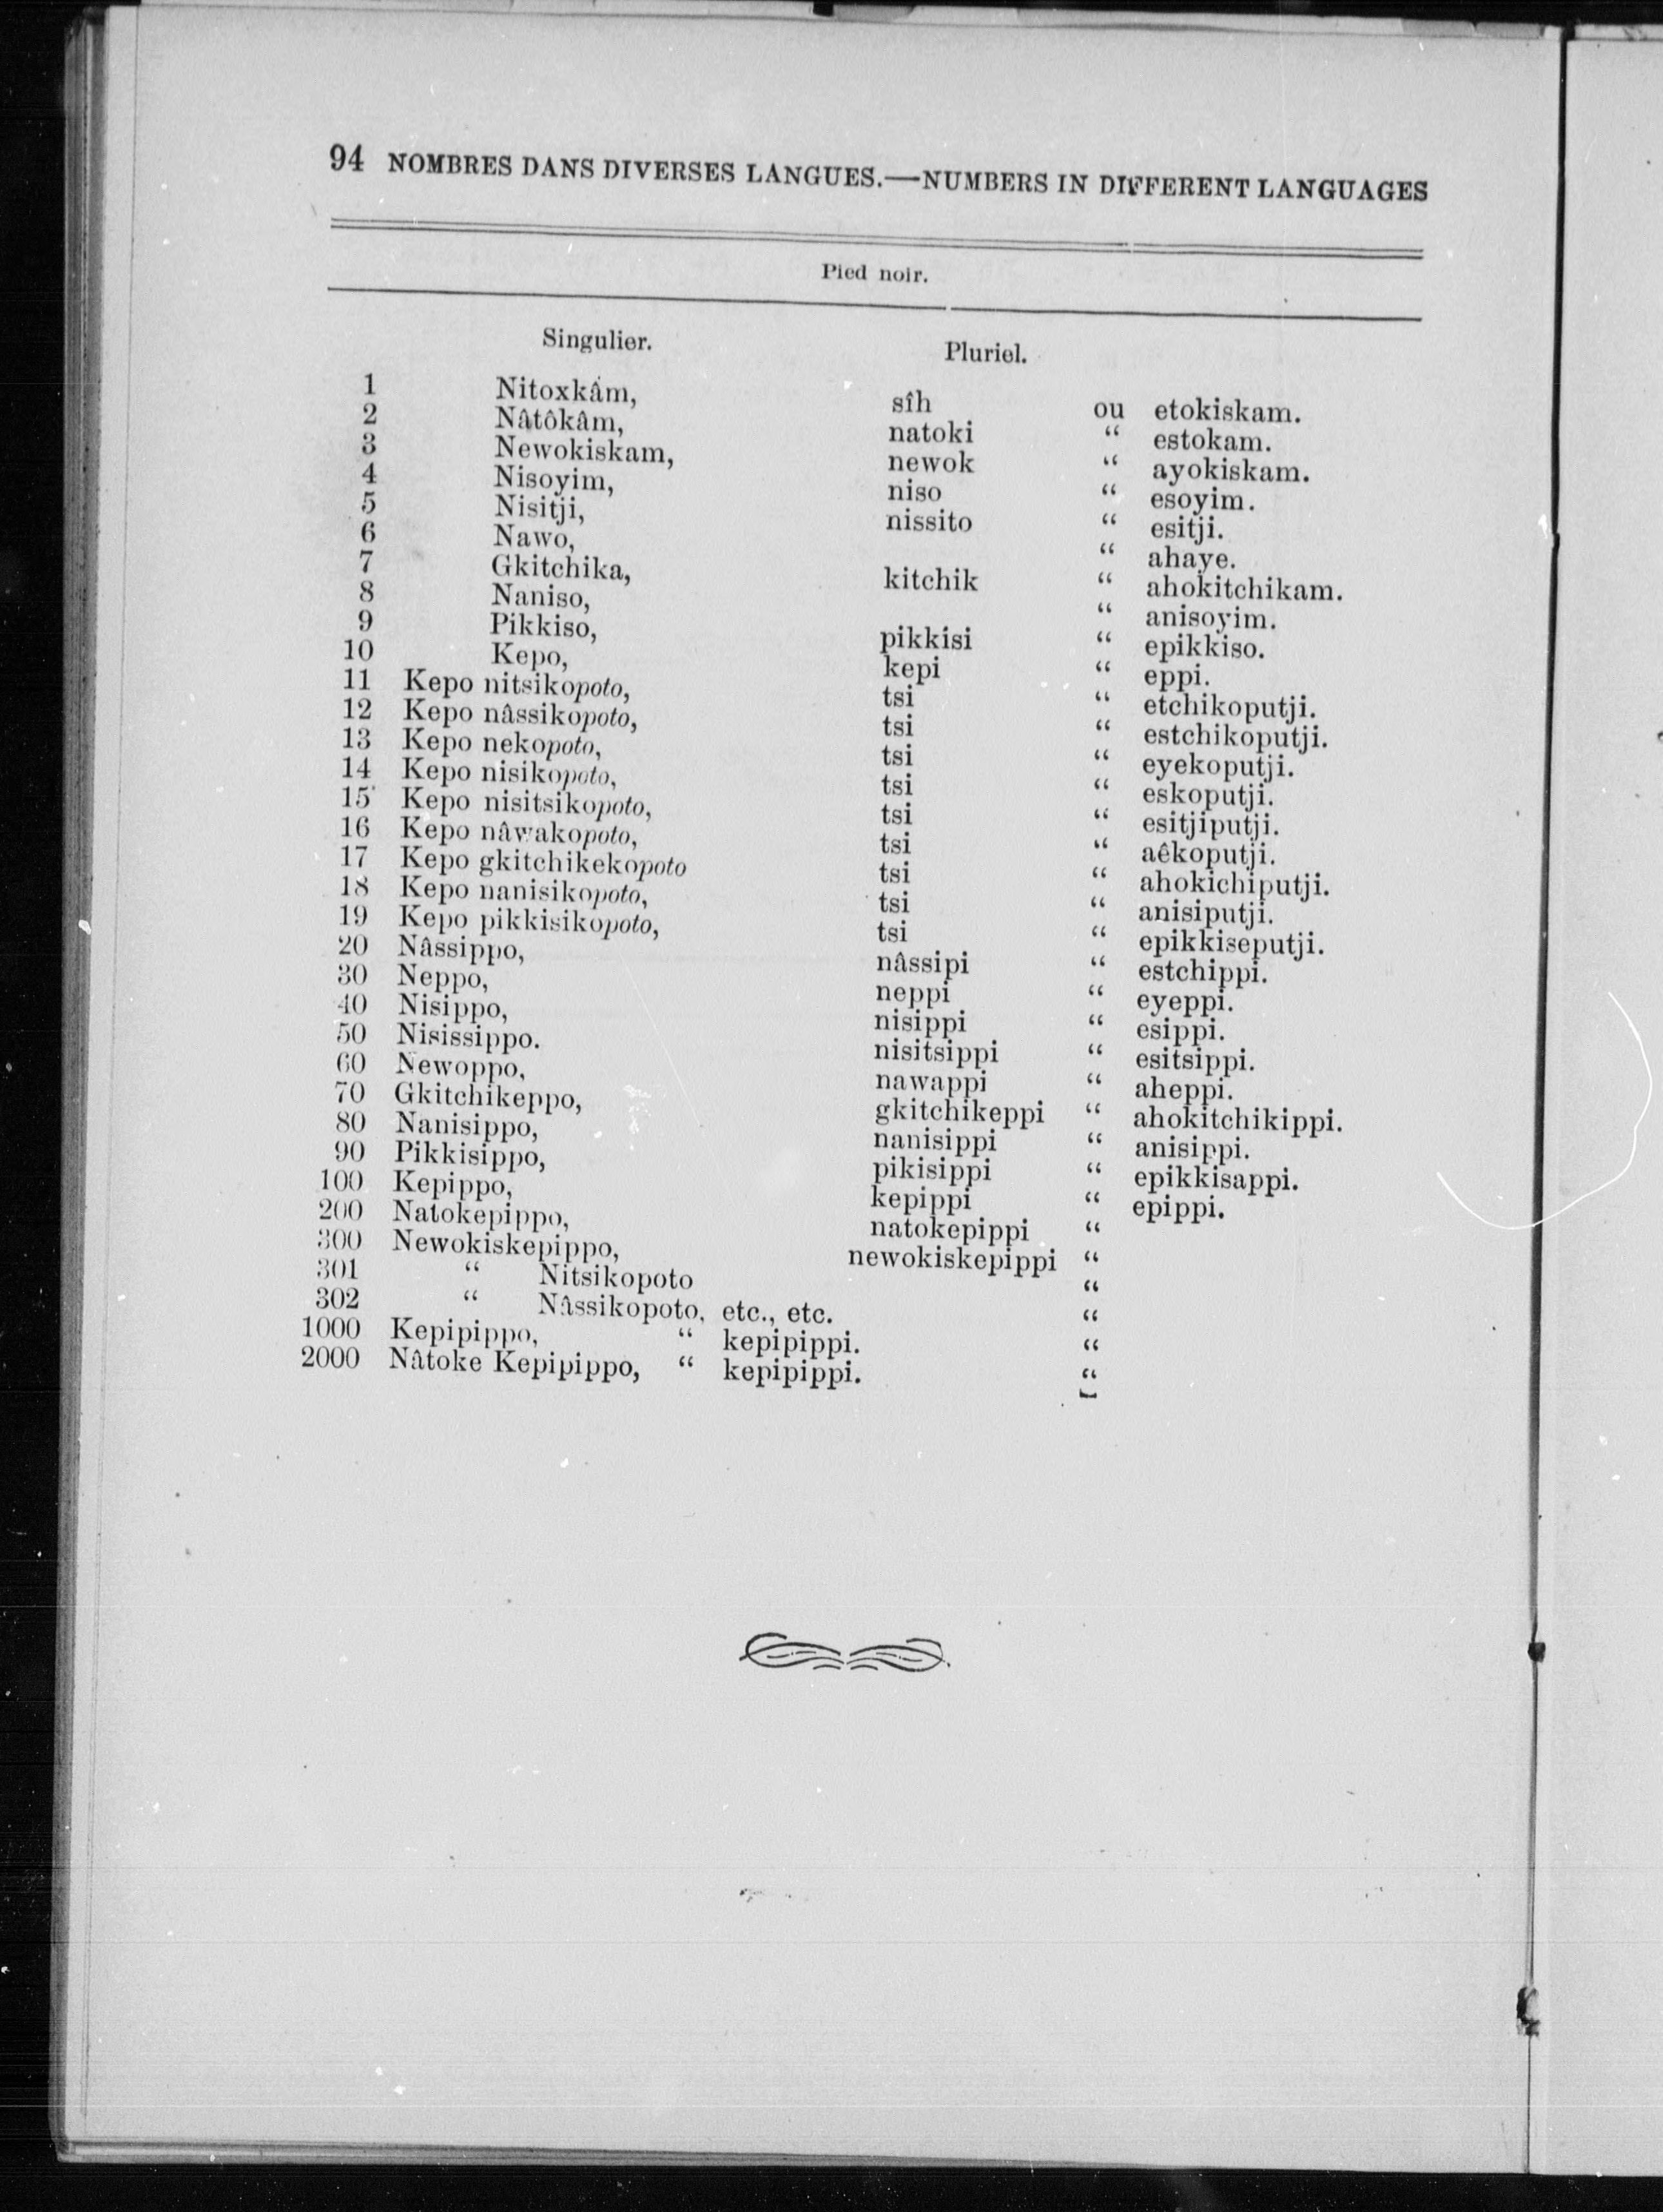 94 NOMBRES DANS DIVERSES LANGUES.—NUMBERS IN DIFFERENT LANGUAGES
Pied noir.
Singulier. Pluriel.
1 Nitoxkâm, sîh ou etokiskam.
2 Nâtôkâm, natoki “ estokam.
3 Newokiskam, newok “ ayokiskam.
4 Nisoyim, niso “ esoyim.
5 Nisitji, nissito “ esitji.
6 Nawo, “ ahaye.
7 Gkitchika, kitchik “ ahokitchikam.
8 Naniso, “ anisoyim.
9 Pikkiso, pikkisi “ epikkiso.
10 Kepo, kepi “ eppi.
11 Kepo nitsikopoto, tsi “ etchikoputji.
12 Kepo nâssikopoto, tsi “ estchikoputji.
13 Kepo nekopoto, tsi “ eyekoputji.
14 Kepo nisikopoto, tsi “ eskoputji.
15 Kepo nisitsikopoto, tsi “ esitjiputji.
16 Kepo nâwakopoto, tsi “ aêkoputji.
17 Kepo gkitchikekopoto tsi “ ahokichiputji.
18 Kepo nanisikopoto, tsi “ anisiputji.
19 Kepo pikkisikopoto, tsi “ epikkiseputji.
20 Nâssippo, nâssipi “ estchippi.
30 Neppo, neppi “ eyeppi.
40 Nisippo, nisippi “ esippi.
50 Nisissippo. nisitsippi “ esitsippi.
60 Newoppo, nawappi “ aheppi.
70 Gkitchikeppo, gkitchikeppi “ ahokitchikippi.
80 Nanisippo, nanisippi “ anisippi.
90 Pikkisippo, pikisippi “ epikkisappi.
100 Kepippo, kepippi “ epippi.
200 Natokepippo, natokepippi “
300 Newokiskepippo, newokiskepippi “
301 “ Nitsikopoto “
302 “ Nâssikopoto, etc., etc. “
1000 Kepipippo, “ kepipippi. “
2000 Nâtoke Kepipippo, “ kepipippi. “